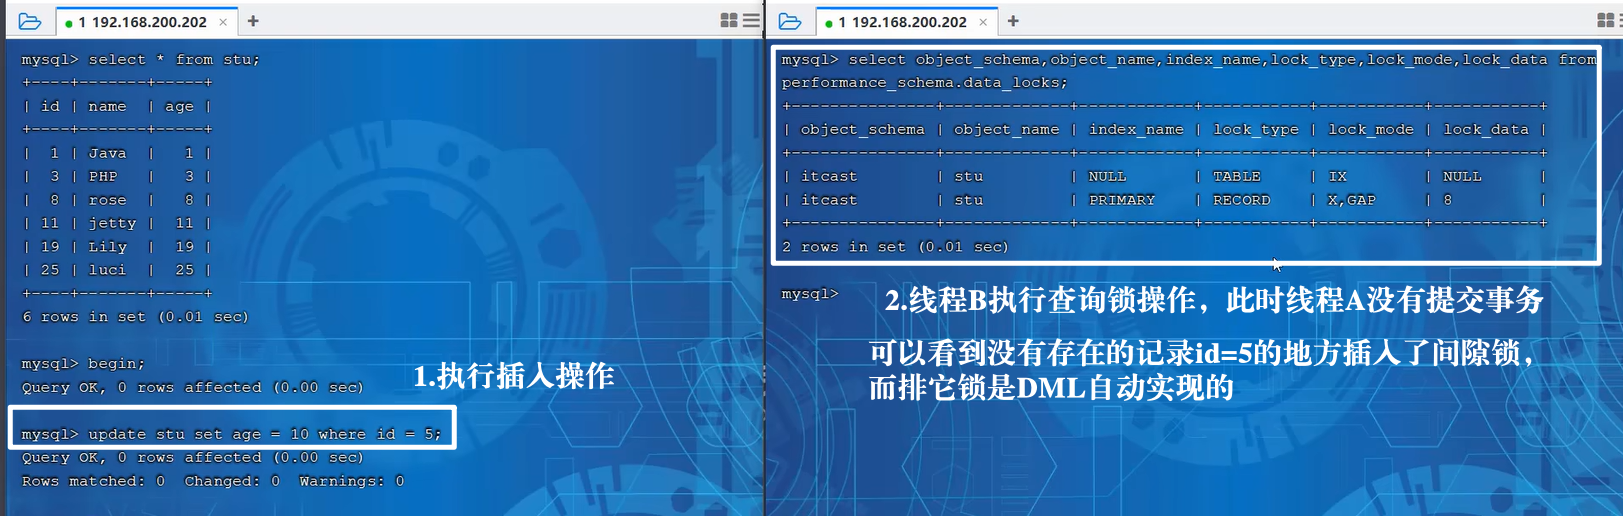 1 192.168.200.202 × +
mysql> select * from stu;
+----+-------+-----+
| id | name  | age |
+----+-------+-----+
|  1 | Java  |   1 |
|  3 | PHP   |   3 |
|  8 | rose  |   8 |
| 11 | jetty |  11 |
| 19 | Lily  |  19 |
| 25 | luci  |  25 |
+----+-------+-----+
6 rows in set (0.01 sec)
mysql> begin;
Query OK, 0 rows affected (0.00 sec)
1.执行插入操作
mysql> update stu set age = 10 where id = 5;
Query OK, 0 rows affected (0.00 sec)
Rows matched: 0  Changed: 0  Warnings: 0
1 192.168.200.202 × +
mysql> select object_schema,object_name,index_name,lock_type,lock_mode,lock_data from
performance_schema.data_locks;
+---------------+-------------+------------+-----------+-----------+-----------+
| object_schema | object_name | index_name | lock_type | lock_mode | lock_data |
+---------------+-------------+------------+-----------+-----------+-----------+
| itcast        | stu         | NULL       | TABLE     | IX        | NULL      |
| itcast        | stu         | PRIMARY    | RECORD    | X,GAP     | 8         |
+---------------+-------------+------------+-----------+-----------+-----------+
2 rows in set (0.01 sec)
mysql>
2.线程B执行查询锁操作，此时线程A没有提交事务
可以看到没有存在的记录id=5的地方插入了间隙锁，
而排它锁是DML自动实现的